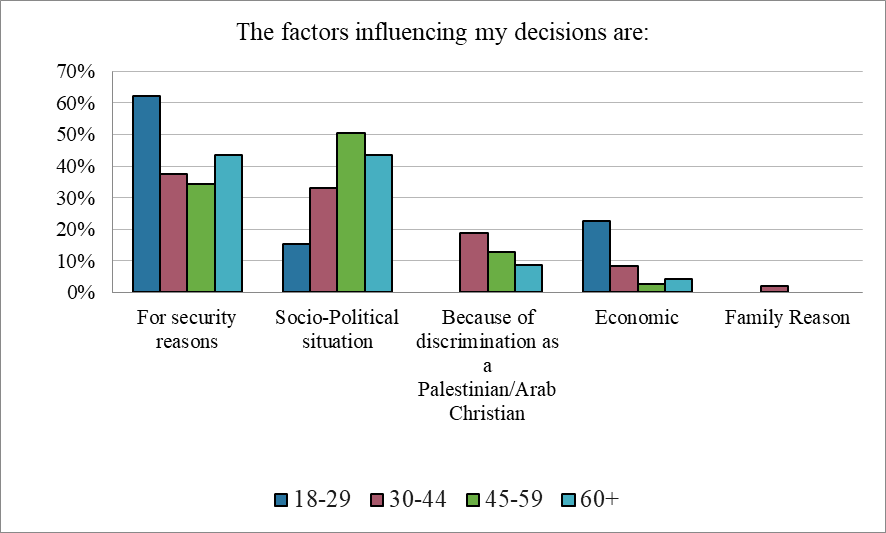 The factors influencing my decisions are:
70%
60%
50%
40%
30%
20%
10%
0%
For security
reasons
Socio-Political
situation
Because of
discrimination as
a
Palestinian/Arab
Christian
Economic
Family Reason
18-29
30-44
45-59
60+